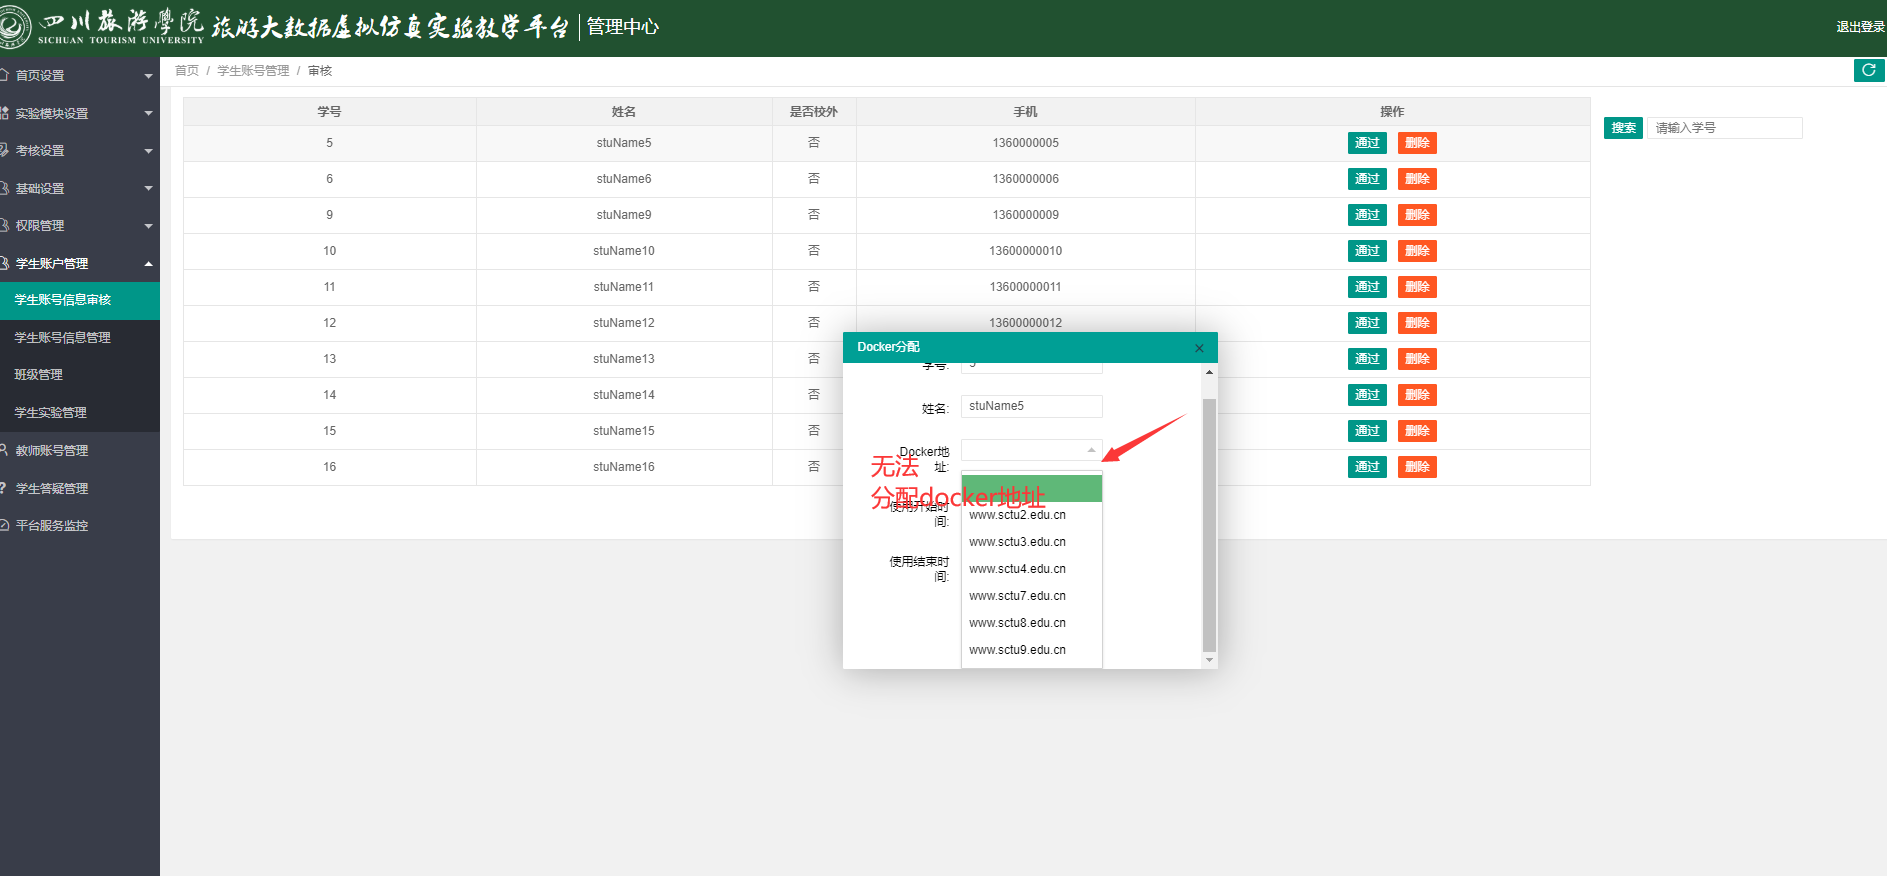 四川旅游學院
SICHUAN TOURISM UNIVERSITY
旅游大数据虚拟仿真实验教学平台
管理中心
退出登录
首页设置
实验模块设置
考核设置
基础设置
权限管理
学生账户管理
学生账号信息审核
学生账号信息管理
班级管理
学生实验管理
教师账号管理
学生答疑管理
平台服务监控
首页 / 学生账号管理 / 审核
学号 姓名 是否校外 手机 操作
5 stuName5 否 1360000005 通过 删除
6 stuName6 否 1360000006 通过 删除
9 stuName9 否 1360000009 通过 删除
10 stuName10 否 13600000010 通过 删除
11 stuName11 否 13600000011 通过 删除
12 stuName12 否 13600000012 通过 删除
13 stuName13 否 通过 删除
14 stuName14 否 通过 删除
15 stuName15 否 通过 删除
16 stuName16 否 通过 删除
搜索 请输入学号
Docker分配
学号: 5
姓名: stuName5
Docker地
址:
无法
分配docker地址
使用开始时
间:
使用结束时
间:
www.sctu2.edu.cn
www.sctu3.edu.cn
www.sctu4.edu.cn
www.sctu7.edu.cn
www.sctu8.edu.cn
www.sctu9.edu.cn